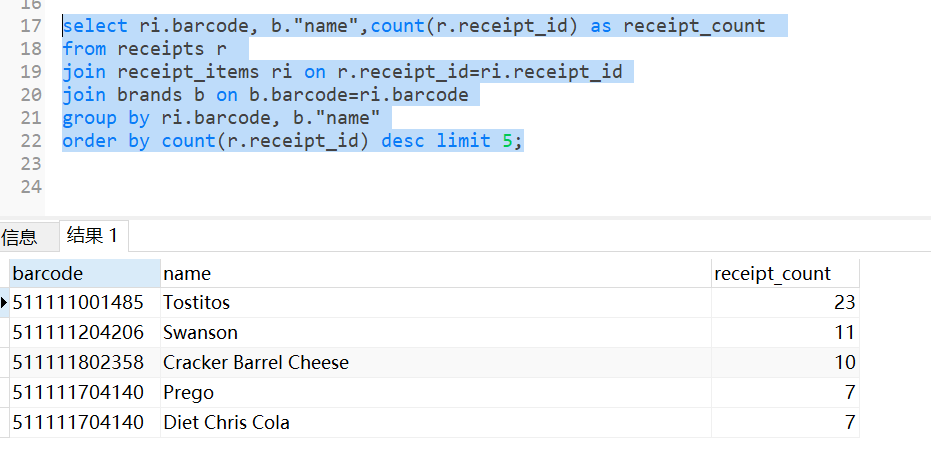 16
17 select ri.barcode, b."name",count(r.receipt_id) as receipt_count
18 from receipts r
19 join receipt_items ri on r.receipt_id=ri.receipt_id
20 join brands b on b.barcode=ri.barcode
21 group by ri.barcode, b."name"
22 order by count(r.receipt_id) desc limit 5;
23
24
信息 结果 1
barcode name receipt_count
511111001485 Tostitos 23
511111204206 Swanson 11
511111802358 Cracker Barrel Cheese 10
511111704140 Prego 7
511111704140 Diet Chris Cola 7